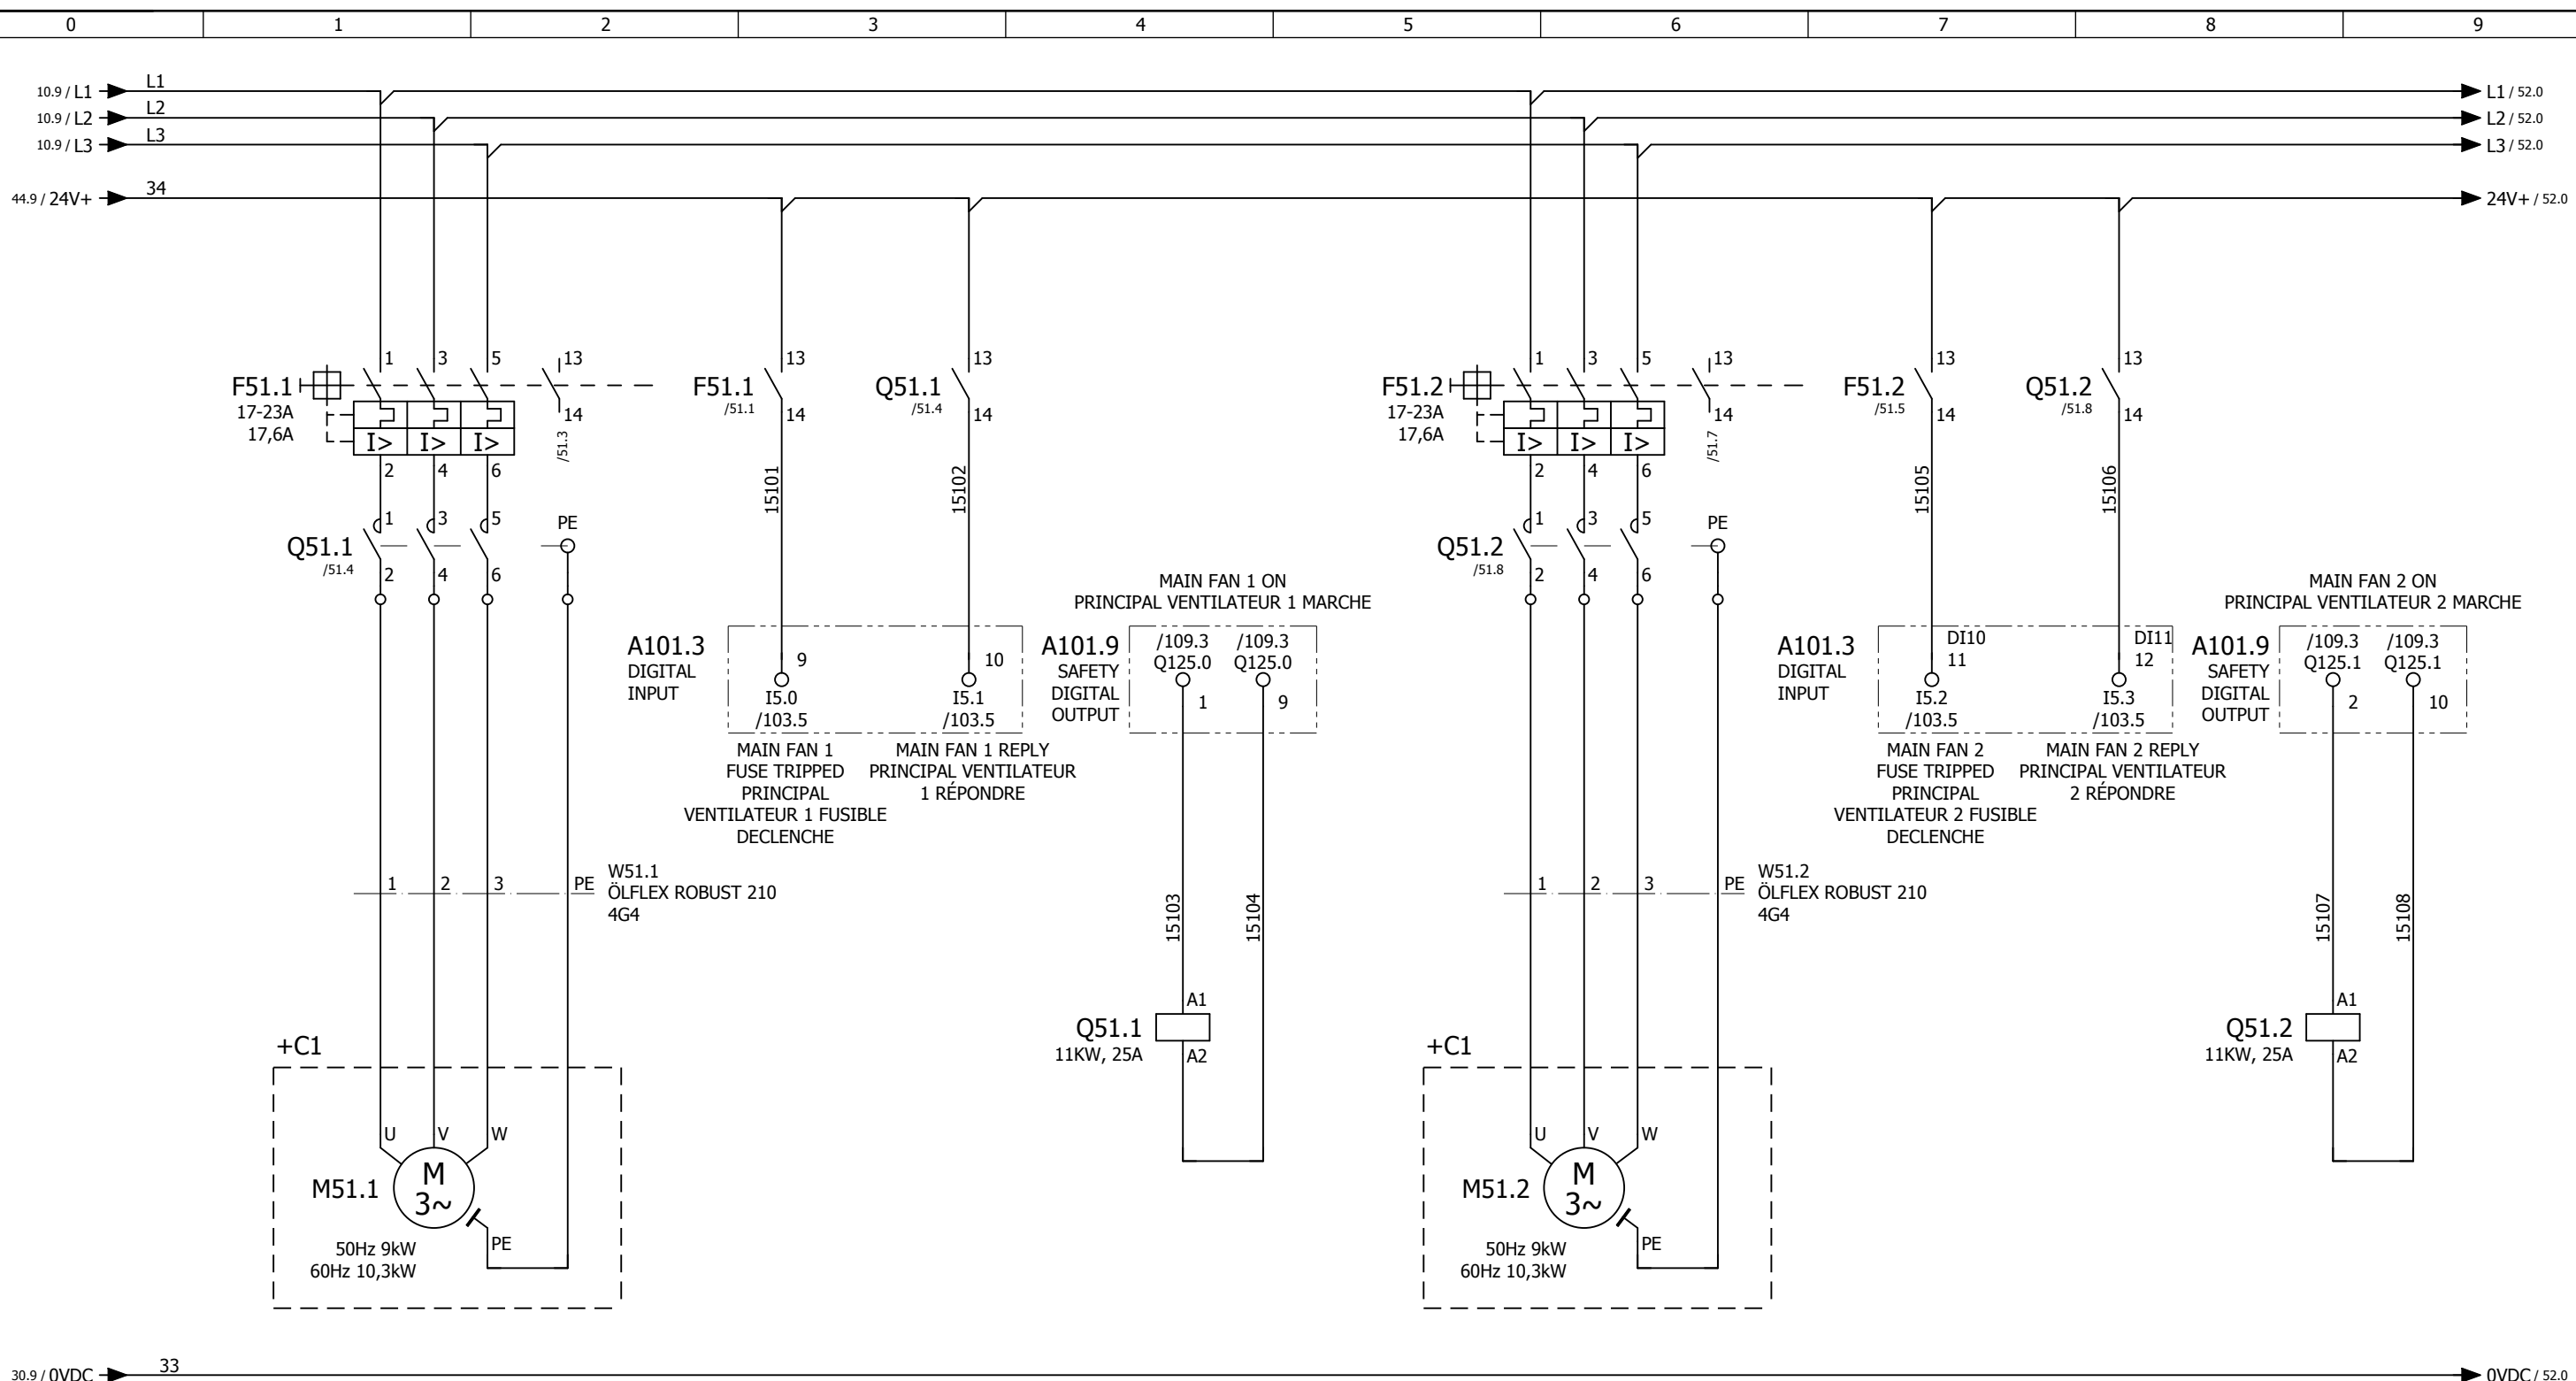 0 1 2 3 4 5 6 7 8 9
10.9 / L1 L1 L1 / 52.0
10.9 / L2 L2 L2 / 52.0
10.9 / L3 L3 L3 / 52.0
44.9 / 24V+ 34 24V+ / 52.0
F51.1
17-23A
17,6A
1 3 5 13
14
/51.3
I> I> I>
2 4 6
Q51.1
/51.4
1 3 5 PE
2 4 6
1 2 3 PE
W51.1
ÖLFLEX ROBUST 210
4G4
+C1
U V W
M51.1
M
3~
PE
50Hz 9kW
60Hz 10,3kW
F51.1
/51.1
13
14
15101
Q51.1
/51.4
13
14
15102
A101.3
DIGITAL
INPUT
9 10
I5.0 I5.1
/103.5 /103.5
MAIN FAN 1
FUSE TRIPPED
PRINCIPAL
VENTILATEUR 1 FUSIBLE
DECLENCHE
MAIN FAN 1 REPLY
PRINCIPAL VENTILATEUR
1 RÉPONDRE
MAIN FAN 1 ON
PRINCIPAL VENTILATEUR 1 MARCHE
A101.9
SAFETY
DIGITAL
OUTPUT
/109.3 /109.3
Q125.0 Q125.0
1 9
15103
15104
Q51.1
11KW, 25A
A1
A2
F51.2
17-23A
17,6A
1 3 5 13
14
/51.7
I> I> I>
2 4 6
Q51.2
/51.8
1 3 5 PE
2 4 6
1 2 3 PE
W51.2
ÖLFLEX ROBUST 210
4G4
+C1
U V W
M51.2
M
3~
PE
50Hz 9kW
60Hz 10,3kW
F51.2
/51.5
13
14
15105
Q51.2
/51.8
13
14
15106
A101.3
DIGITAL
INPUT
DI10 DI11
11 12
I5.2 I5.3
/103.5 /103.5
MAIN FAN 2
FUSE TRIPPED
PRINCIPAL
VENTILATEUR 2 FUSIBLE
DECLENCHE
MAIN FAN 2 REPLY
PRINCIPAL VENTILATEUR
2 RÉPONDRE
MAIN FAN 2 ON
PRINCIPAL VENTILATEUR 2 MARCHE
A101.9
SAFETY
DIGITAL
OUTPUT
/109.3 /109.3
Q125.1 Q125.1
2 10
15107
15108
Q51.2
11KW, 25A
A1
A2
30.9 / 0VDC 33 0VDC / 52.0